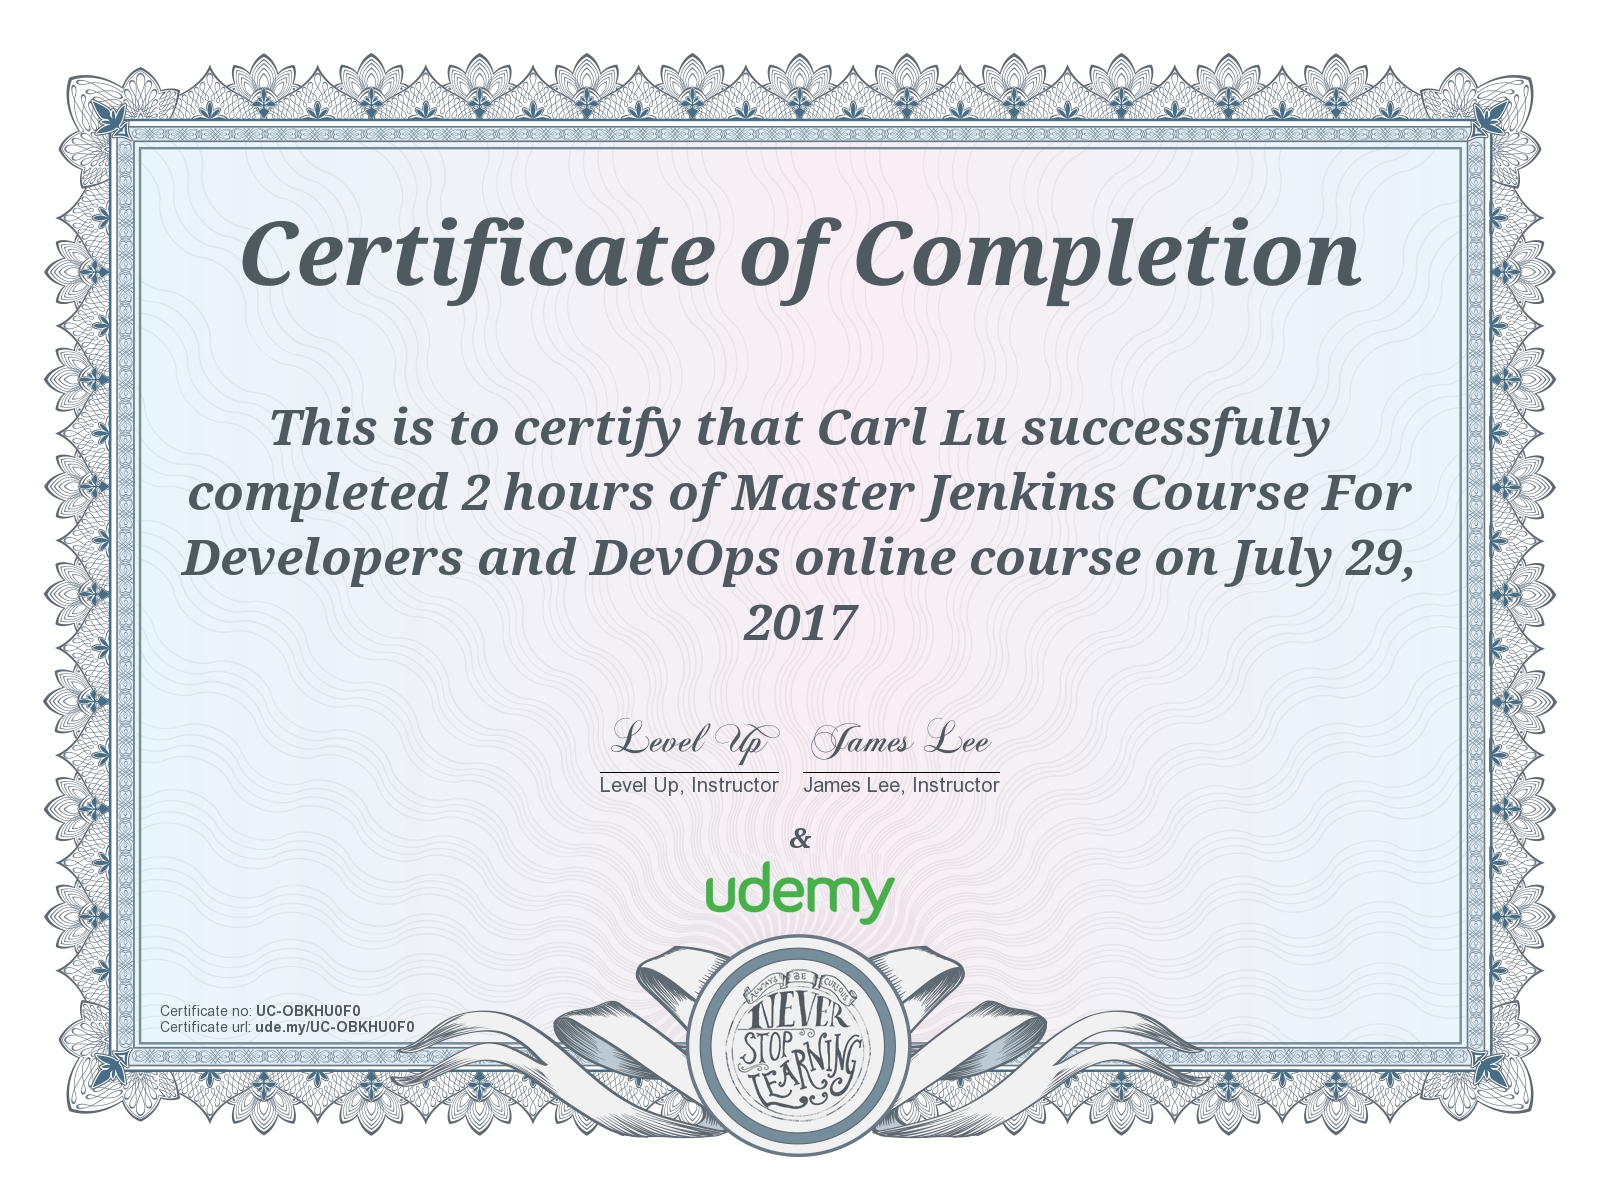 Certificate of Completion
This is to certify that Carl Lu successfully
completed 2 hours of Master Jenkins Course For
Developers and DevOps online course on July 29,
2017
Level Up James Lee
Level Up, Instructor James Lee, Instructor
&
udemy
Certificate no: UC-OBKHU0F0
Certificate url: ude.my/UC-OBKHU0F0
ALWAYS BE CURIOUS
NEVER
STOP
LEARNING